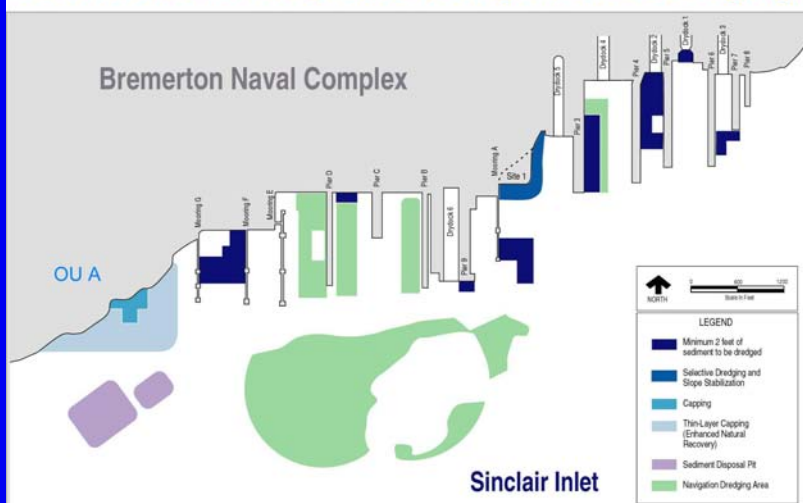 Bremerton Naval Complex
Drydock 5
Drydock 4
Pier 3
Pier 4
Drydock 2
Pier 5
Drydock 1
Pier 6
Drydock 3
Pier 7
Pier 8
Mooring A
Site 1
Mooring G
Mooring F
Mooring E
Pier D
Pier C
Pier B
Drydock 6
Pier 9
OU A
NORTH
0 600 1200
Scale in Feet
LEGEND
Minimum 2 feet of
sediment to be dredged
Selective Dredging and
Slope Stabilization
Capping
Thin-Layer Capping
(Enhanced Natural
Recovery)
Sediment Disposal Pit
Navigation Dredging Area
Sinclair Inlet